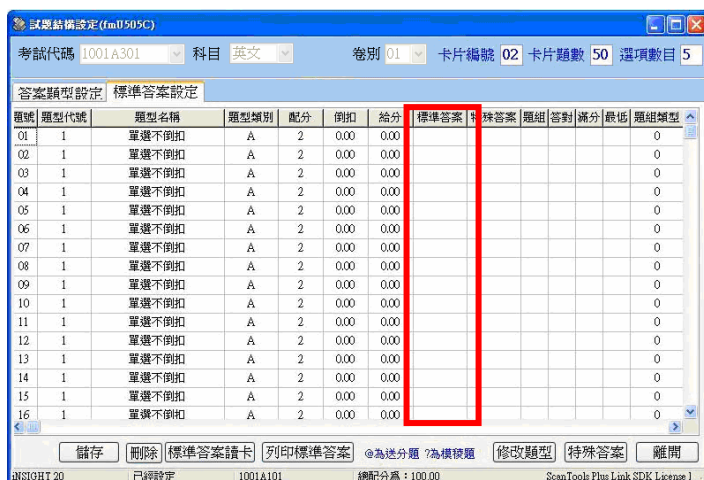 試題結構設定(fmU505C)
考試代碼 1001A301 科目 英文 卷別 01 卡片編號 02 卡片題數 50 選項數目 5
答案類型設定 標準答案設定
題號 題型代號 題型名稱 題型類別 配分 倒扣 給分 標準答案 特殊答案 題組 答對 滿分 最低 題組類型
01 1 單選不倒扣 A 2 0.00 0.00 0
02 1 單選不倒扣 A 2 0.00 0.00 0
03 1 單選不倒扣 A 2 0.00 0.00 0
04 1 單選不倒扣 A 2 0.00 0.00 0
05 1 單選不倒扣 A 2 0.00 0.00 0
06 1 單選不倒扣 A 2 0.00 0.00 0
07 1 單選不倒扣 A 2 0.00 0.00 0
08 1 單選不倒扣 A 2 0.00 0.00 0
09 1 單選不倒扣 A 2 0.00 0.00 0
10 1 單選不倒扣 A 2 0.00 0.00 0
11 1 單選不倒扣 A 2 0.00 0.00 0
12 1 單選不倒扣 A 2 0.00 0.00 0
13 1 單選不倒扣 A 2 0.00 0.00 0
14 1 單選不倒扣 A 2 0.00 0.00 0
15 1 單選不倒扣 A 2 0.00 0.00 0
16 1 單選不倒扣 A 2 0.00 0.00 0
儲存 刪除 標準答案讀卡 列印標準答案 @為送分題 ?為模稜題 修改題型 特殊答案 離開
iNSIGHT 20 已經設定 1001A101 總配分為：100.00 ScanTools Plus Link SDK License 1